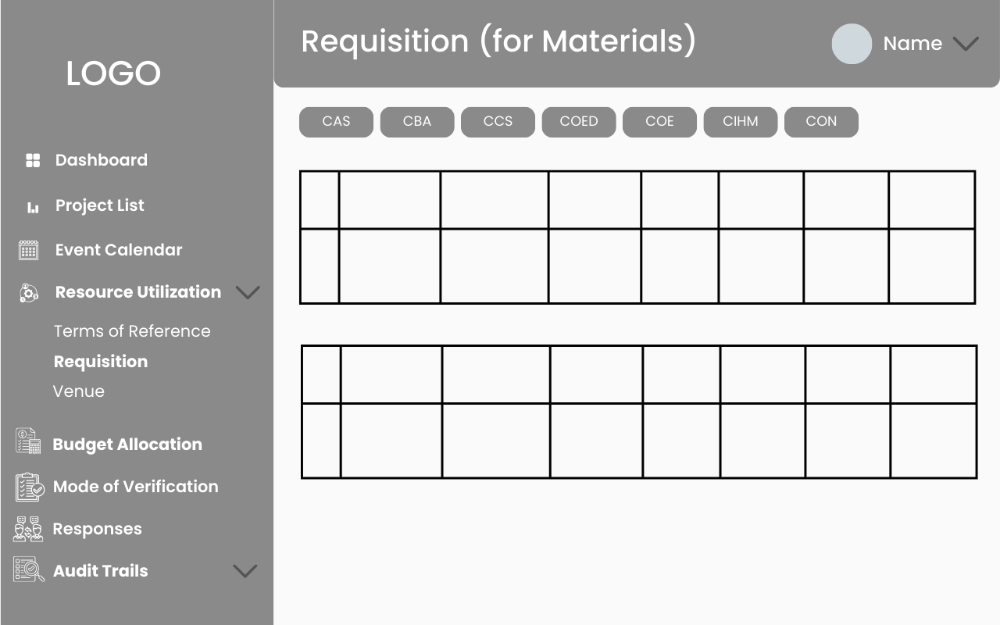 LOGO
Dashboard
Project List
Event Calendar
Resource Utilization
Terms of Reference
Requisition
Venue
Budget Allocation
Mode of Verification
Responses
Audit Trails
Requisition (for Materials)
Name
CAS
CBA
CCS
COED
COE
CIHM
CON